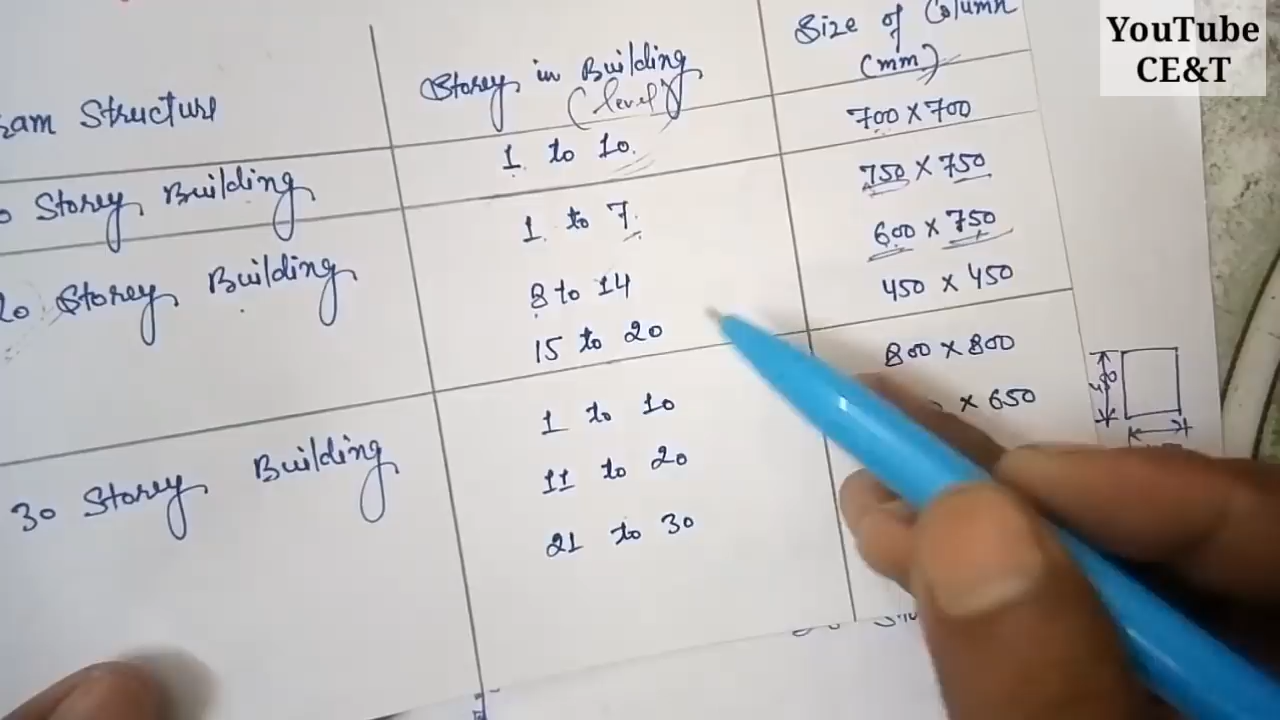 YouTube
CE&T
Structure
Storey in Building
(level)
Size of Column
(mm)
Storey Building
1 to 10
700 x 700
20 Storey Building
1 to 7
750 x 750
8 to 14
600 x 750
15 to 20
450 x 450
30 Storey Building
1 to 10
800 x 800
11 to 20
x 650
21 to 30